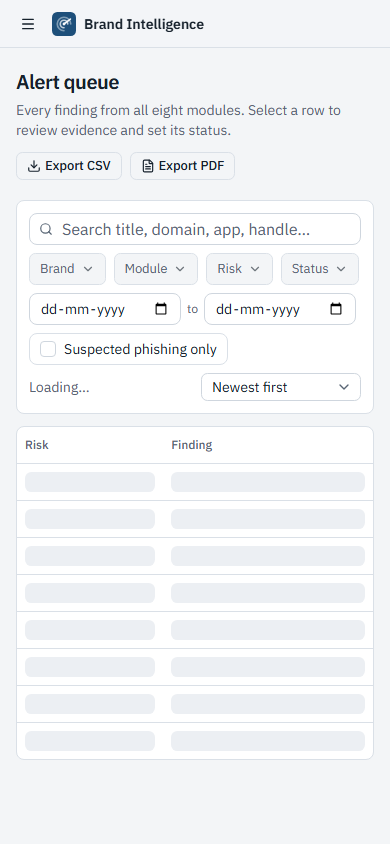 Brand Intelligence
Alert queue
Every finding from all eight modules. Select a row to
review evidence and set its status.
Export CSV
Export PDF
Search title, domain, app, handle...
Brand
Module
Risk
Status
dd-mm-yyyy to dd-mm-yyyy
Suspected phishing only
Loading...
Newest first
Risk
Finding